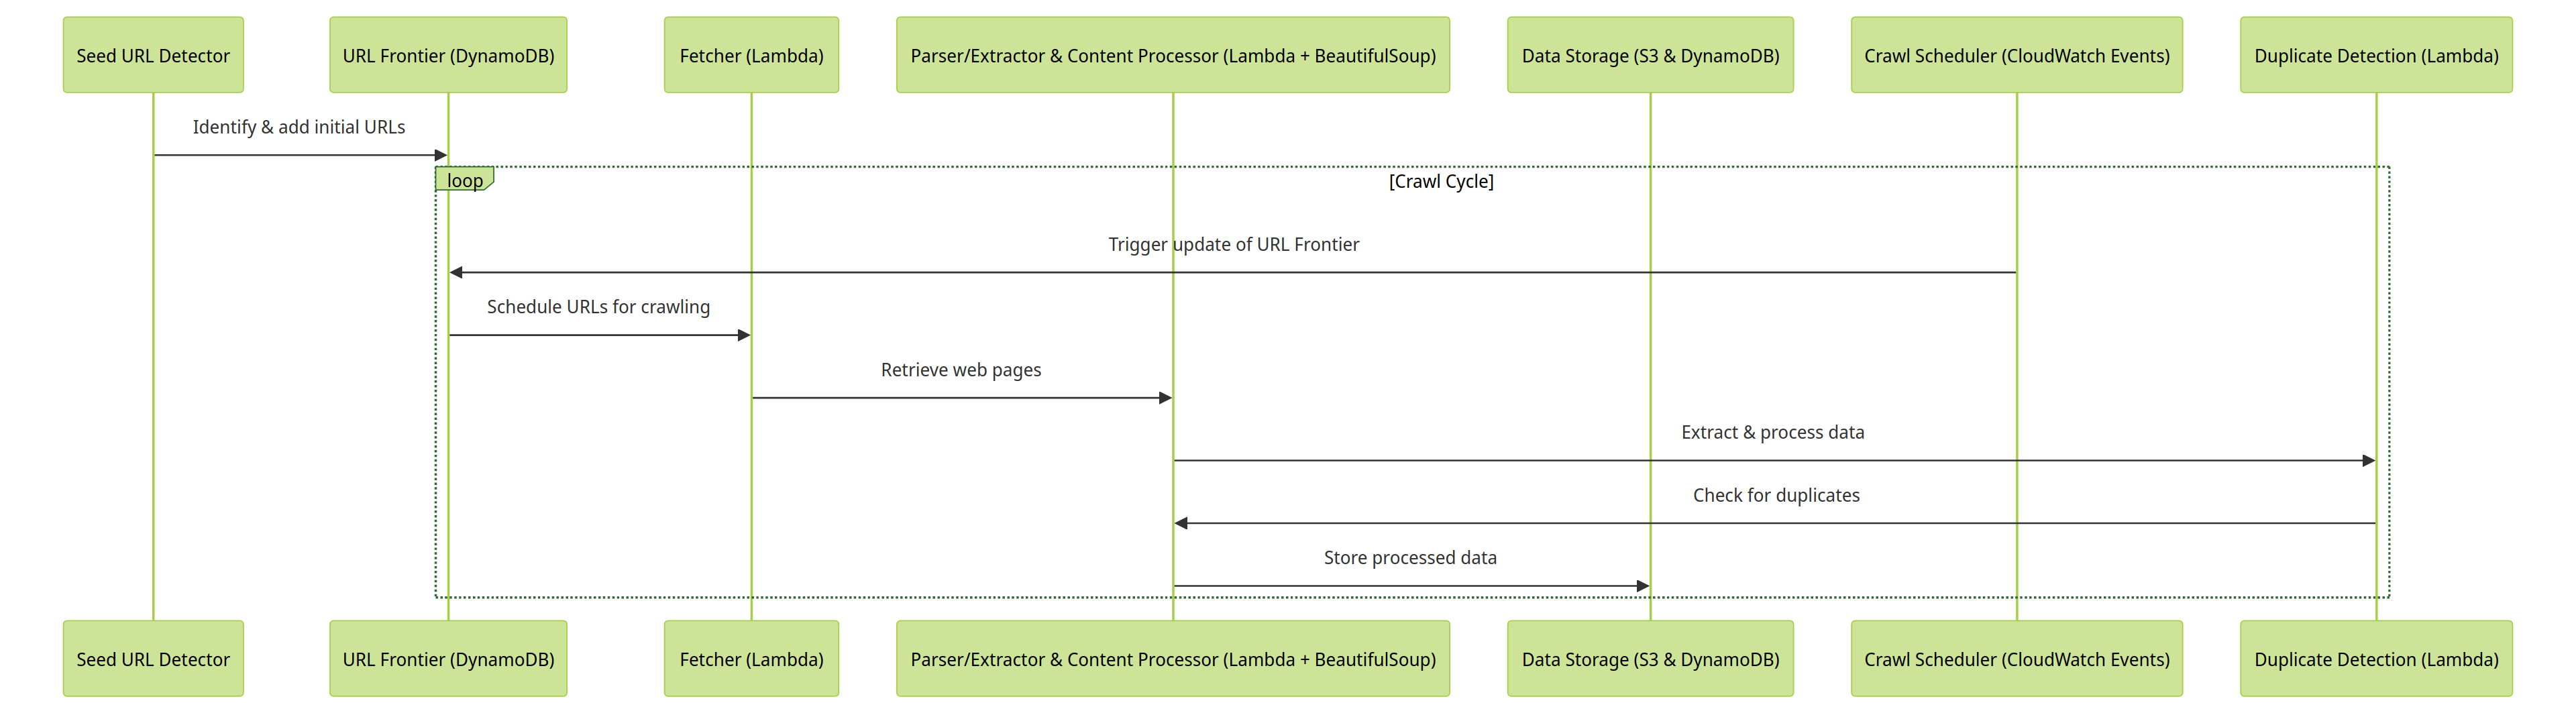 Seed URL Detector
URL Frontier (DynamoDB)
Fetcher (Lambda)
Parser/Extractor & Content Processor (Lambda + BeautifulSoup)
Data Storage (S3 & DynamoDB)
Crawl Scheduler (CloudWatch Events)
Duplicate Detection (Lambda)
Identify & add initial URLs
loop
[Crawl Cycle]
Trigger update of URL Frontier
Schedule URLs for crawling
Retrieve web pages
Extract & process data
Check for duplicates
Store processed data
Seed URL Detector
URL Frontier (DynamoDB)
Fetcher (Lambda)
Parser/Extractor & Content Processor (Lambda + BeautifulSoup)
Data Storage (S3 & DynamoDB)
Crawl Scheduler (CloudWatch Events)
Duplicate Detection (Lambda)